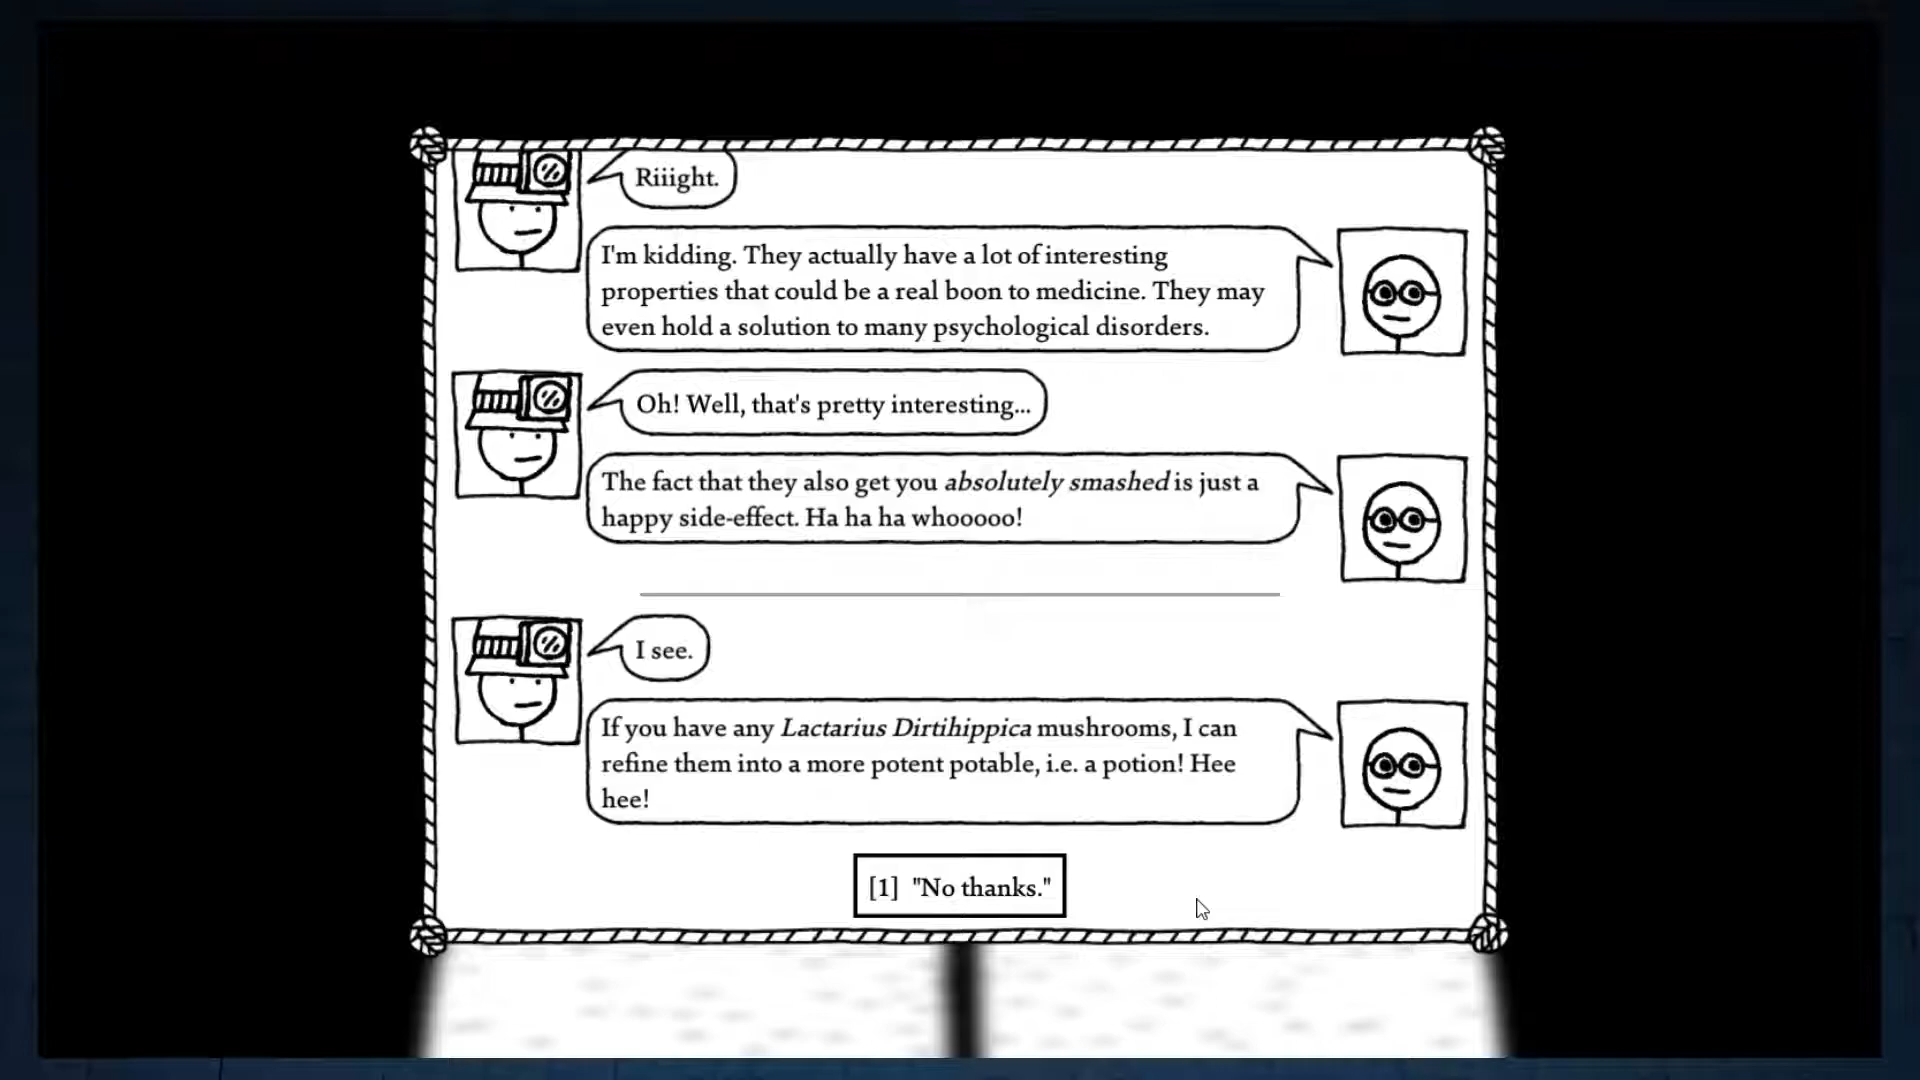 Riiight.
I'm kidding. They actually have a lot of interesting
properties that could be a real boon to medicine. They may
even hold a solution to many psychological disorders.
Oh! Well, that's pretty interesting...
The fact that they also get you absolutely smashed is just a
happy side-effect. Ha ha ha whooooo!
I see.
If you have any Lactarius Dirtihippica mushrooms, I can
refine them into a more potent potable, i.e. a potion! Hee
hee!
[1] "No thanks."